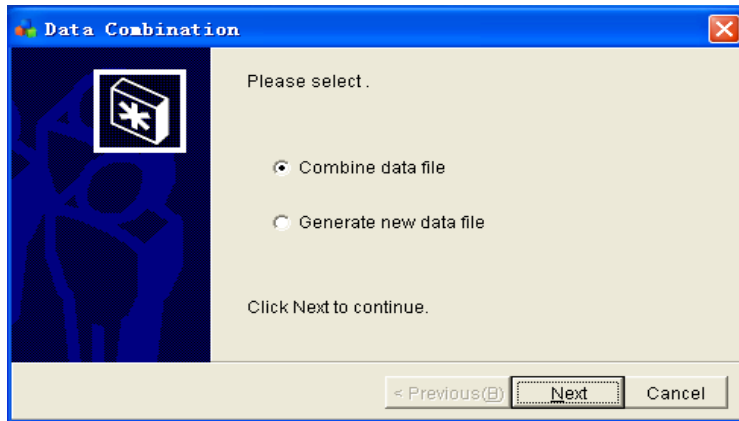 Data Combination
Please select .
Combine data file
Generate new data file
Click Next to continue.
< Previous(B) Next Cancel